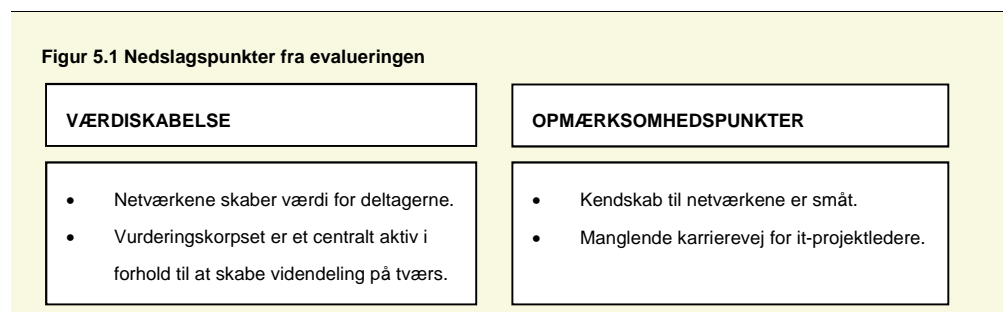 Figur 5.1 Nedslagspunkter fra evalueringen
VÆRDISKABELSE
• Netværkene skaber værdi for deltagerne.
• Vurderingskorpset er et centralt aktiv i
forhold til at skabe videndeling på tværs.
OPMÆRKSOMHEDSPUNKTER
• Kendskab til netværkene er småt.
• Manglende karrierevej for it-projektledere.